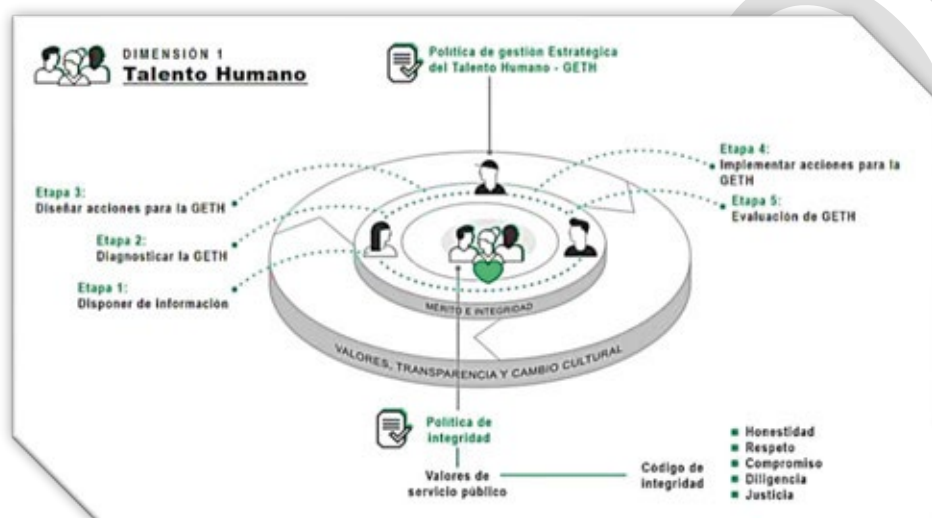 DIMENSIÓN 1
Talento Humano
Política de gestión Estratégica
del Talento Humano - GETH
Etapa 3:
Diseñar acciones para la GETH
Etapa 2:
Diagnosticar la GETH
Etapa 1:
Disponer de información
Etapa 4:
Implementar acciones para la
GETH
Etapa 5:
Evaluación de GETH
MÉRITO E INTEGRIDAD
VALORES, TRANSPARENCIA Y CAMBIO CULTURAL
Política de
integridad
Valores de
servicio público
Código de
integridad
Honestidad
Respeto
Compromiso
Diligencia
Justicia